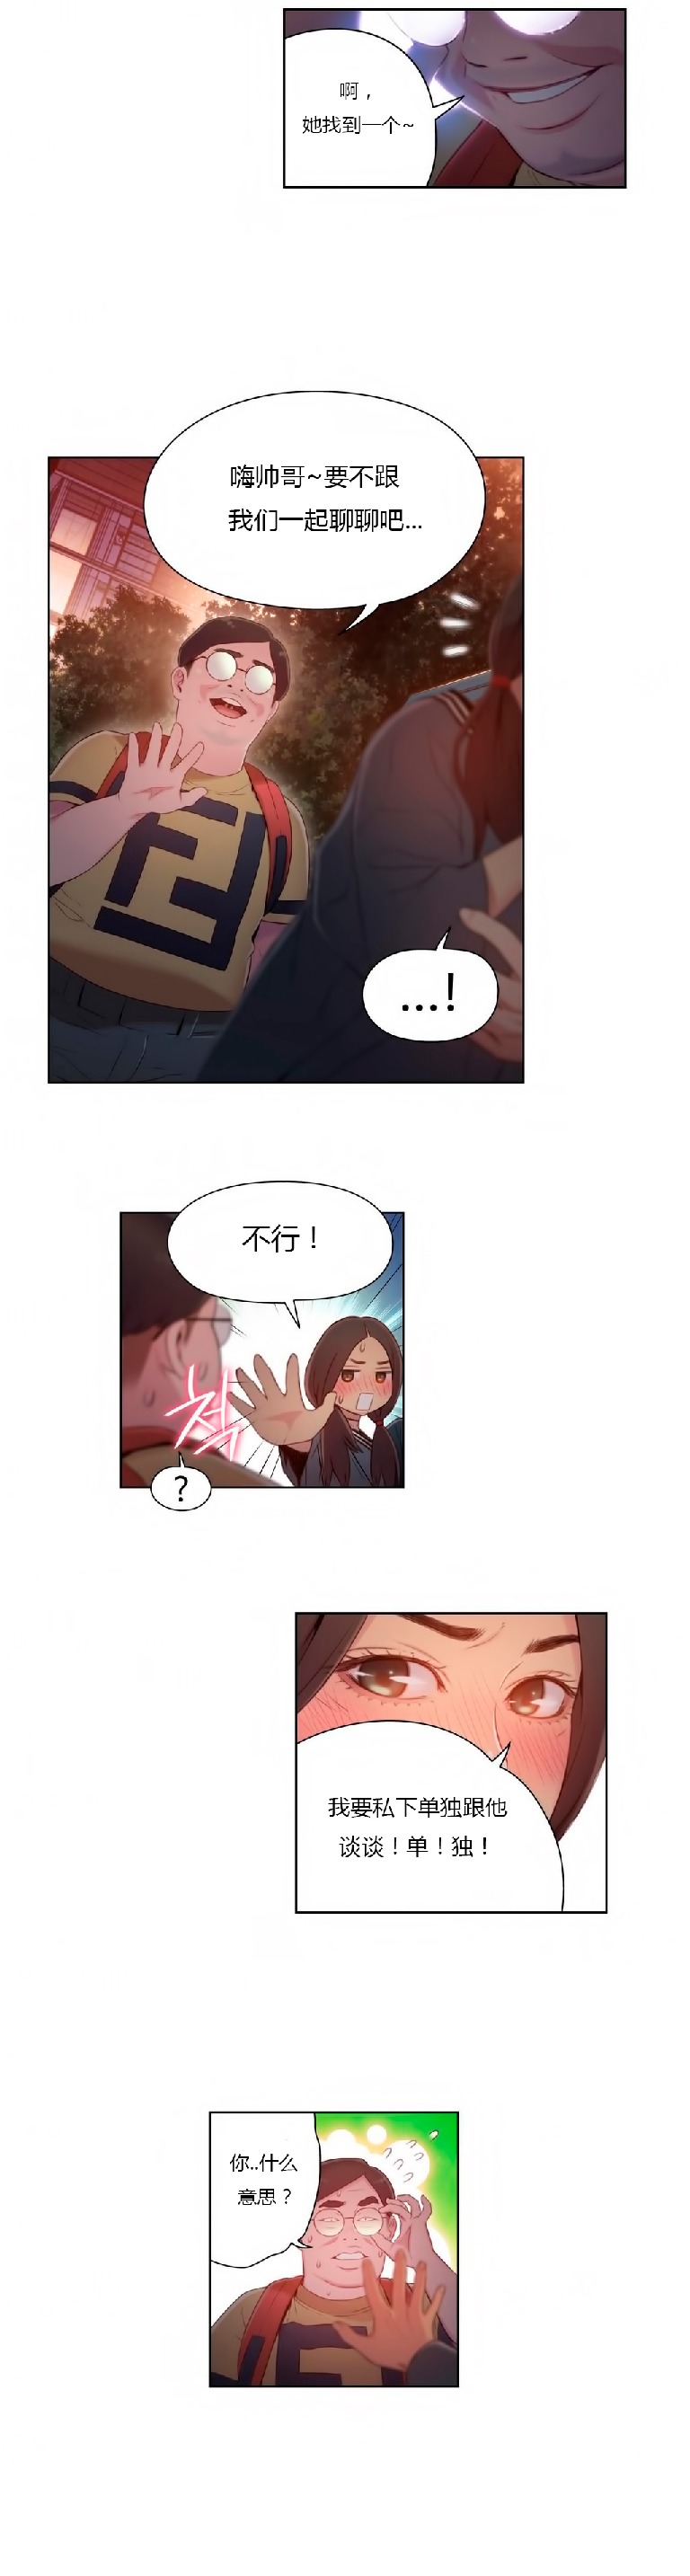 啊，
她找到一个~
嗨帅哥~要不跟
我们一起聊聊吧...
...!
不行！
척
?
我要私下单独跟他
谈谈！单！独！
你..什么
意思？